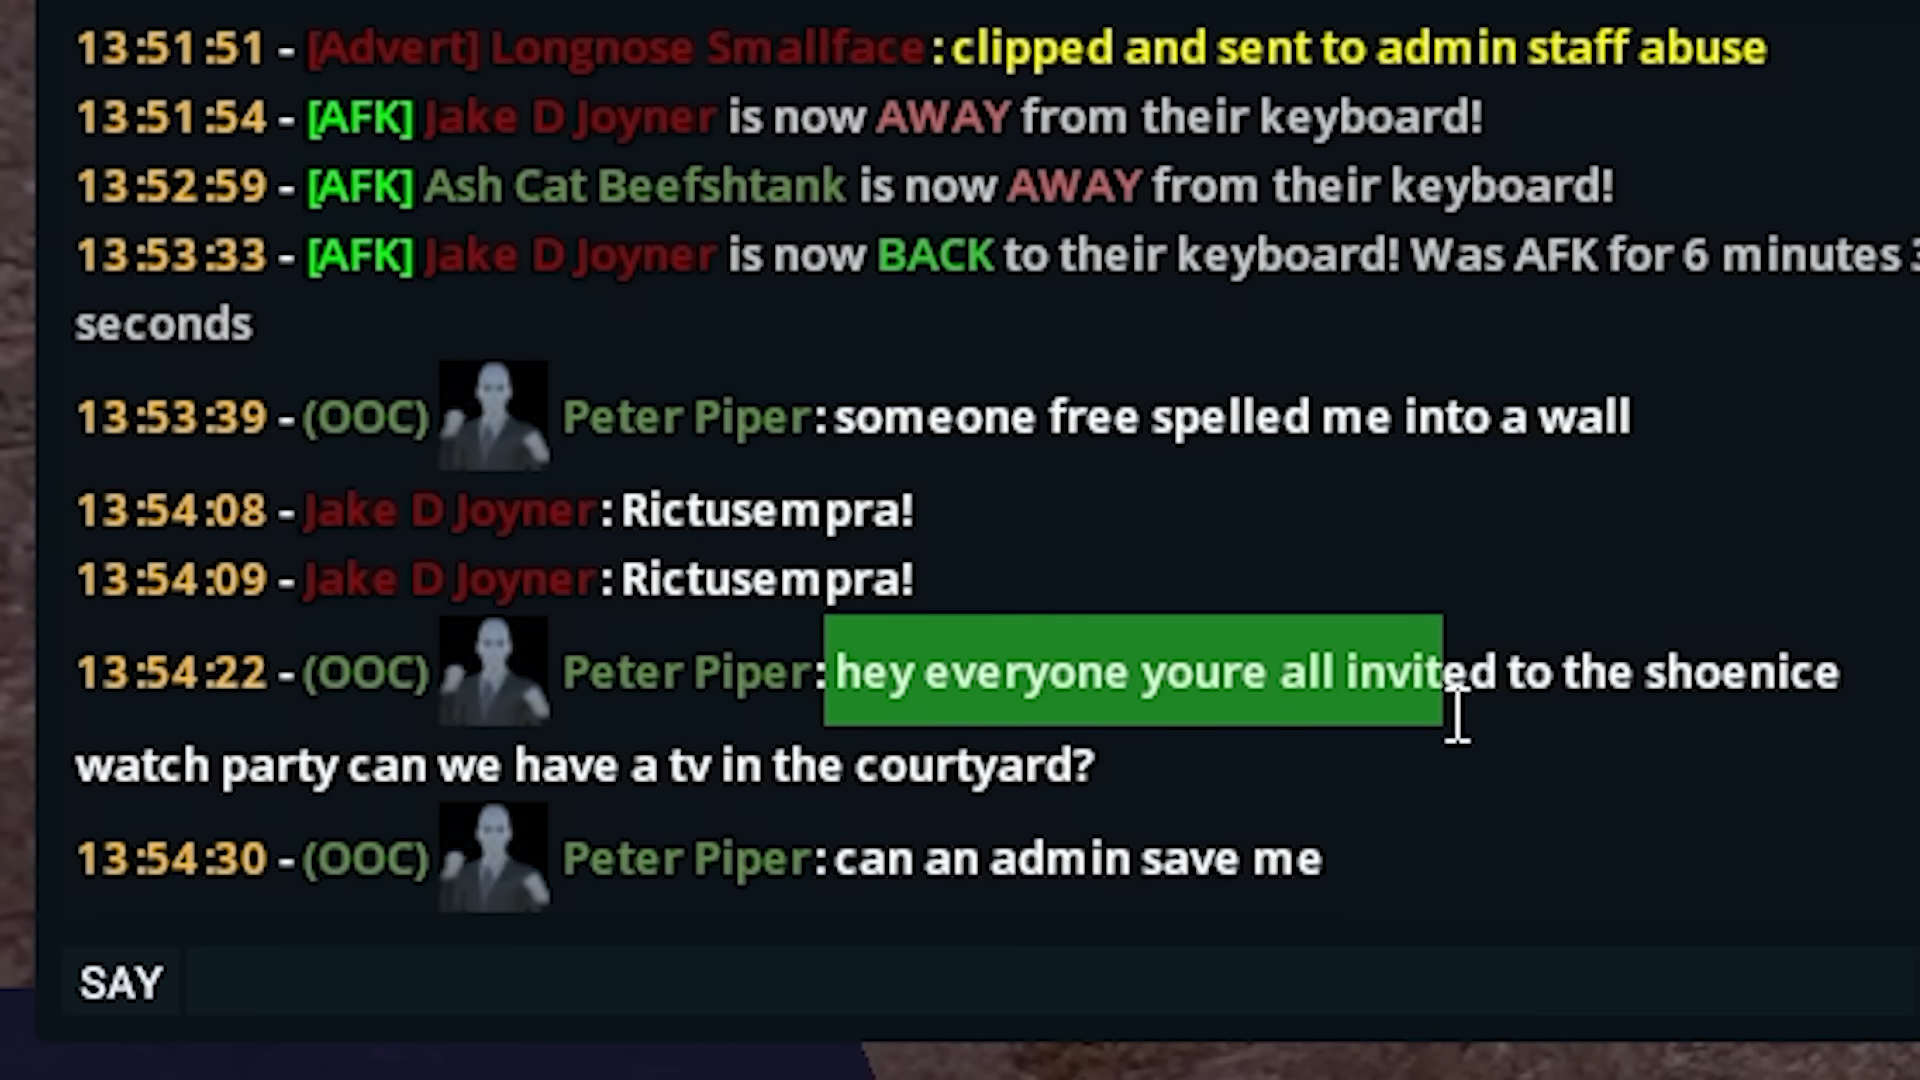 13:51:51 - [Advert] Longnose Smallface: clipped and sent to admin staff abuse
13:51:54 - [AFK] Jake D Joyner is now AWAY from their keyboard!
13:52:59 - [AFK] Ash Cat Beefshtank is now AWAY from their keyboard!
13:53:33 - [AFK] Jake D Joyner is now BACK to their keyboard! Was AFK for 6 minutes
seconds
13:53:39 - (OOC) Peter Piper: someone free spelled me into a wall
13:54:08 - Jake D Joyner: Rictusempra!
13:54:09 - Jake D Joyner: Rictusempra!
13:54:22 - (OOC) Peter Piper: hey everyone youre all invited to the shoenice
watch party can we have a tv in the courtyard?
13:54:30 - (OOC) Peter Piper: can an admin save me
SAY